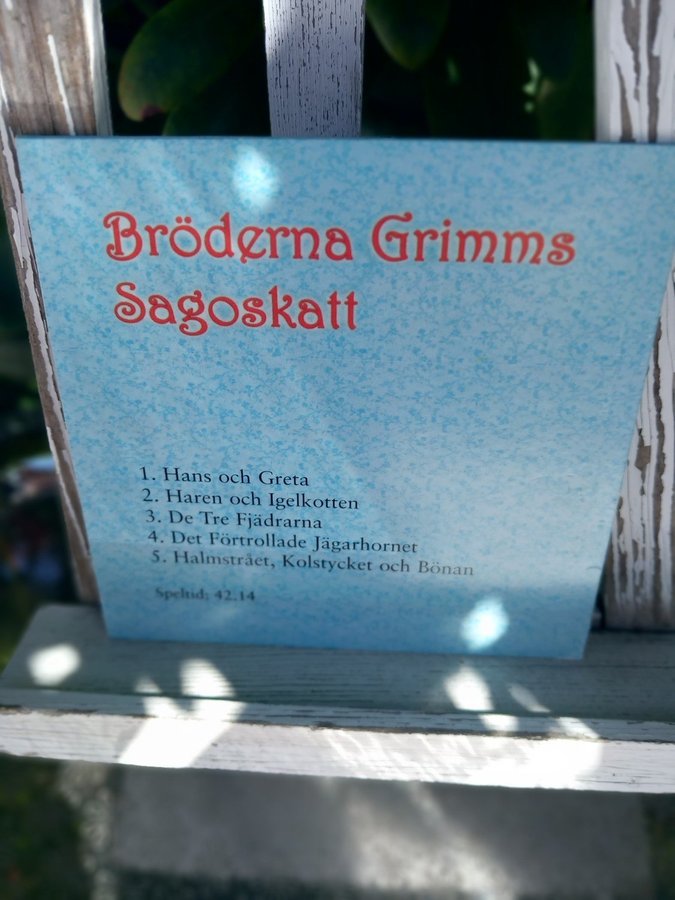 Bröderna Grimms
Sagoskatt
1. Hans och Greta
2. Haren och Igelkotten
3. De Tre Fjädrarna
4. Det Förtrollade Jägarhornet
5. Halmstrået, Kolstycket och Bönan
Speltid: 42.14